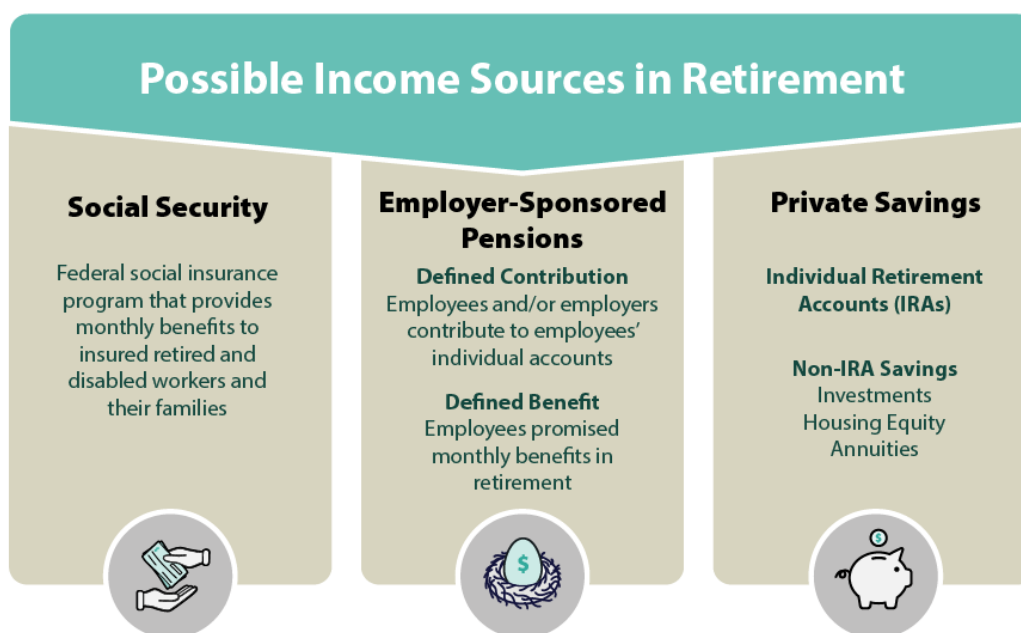 Possible Income Sources in Retirement
Social Security
Federal social insurance
program that provides
monthly benefits to
insured retired and
disabled workers and
their families
Employer-Sponsored
Pensions
Defined Contribution
Employees and/or employers
contribute to employees’
individual accounts
Defined Benefit
Employees promised
monthly benefits in
retirement
$
Private Savings
Individual Retirement
Accounts (IRAs)
Non-IRA Savings
Investments
Housing Equity
Annuities
$